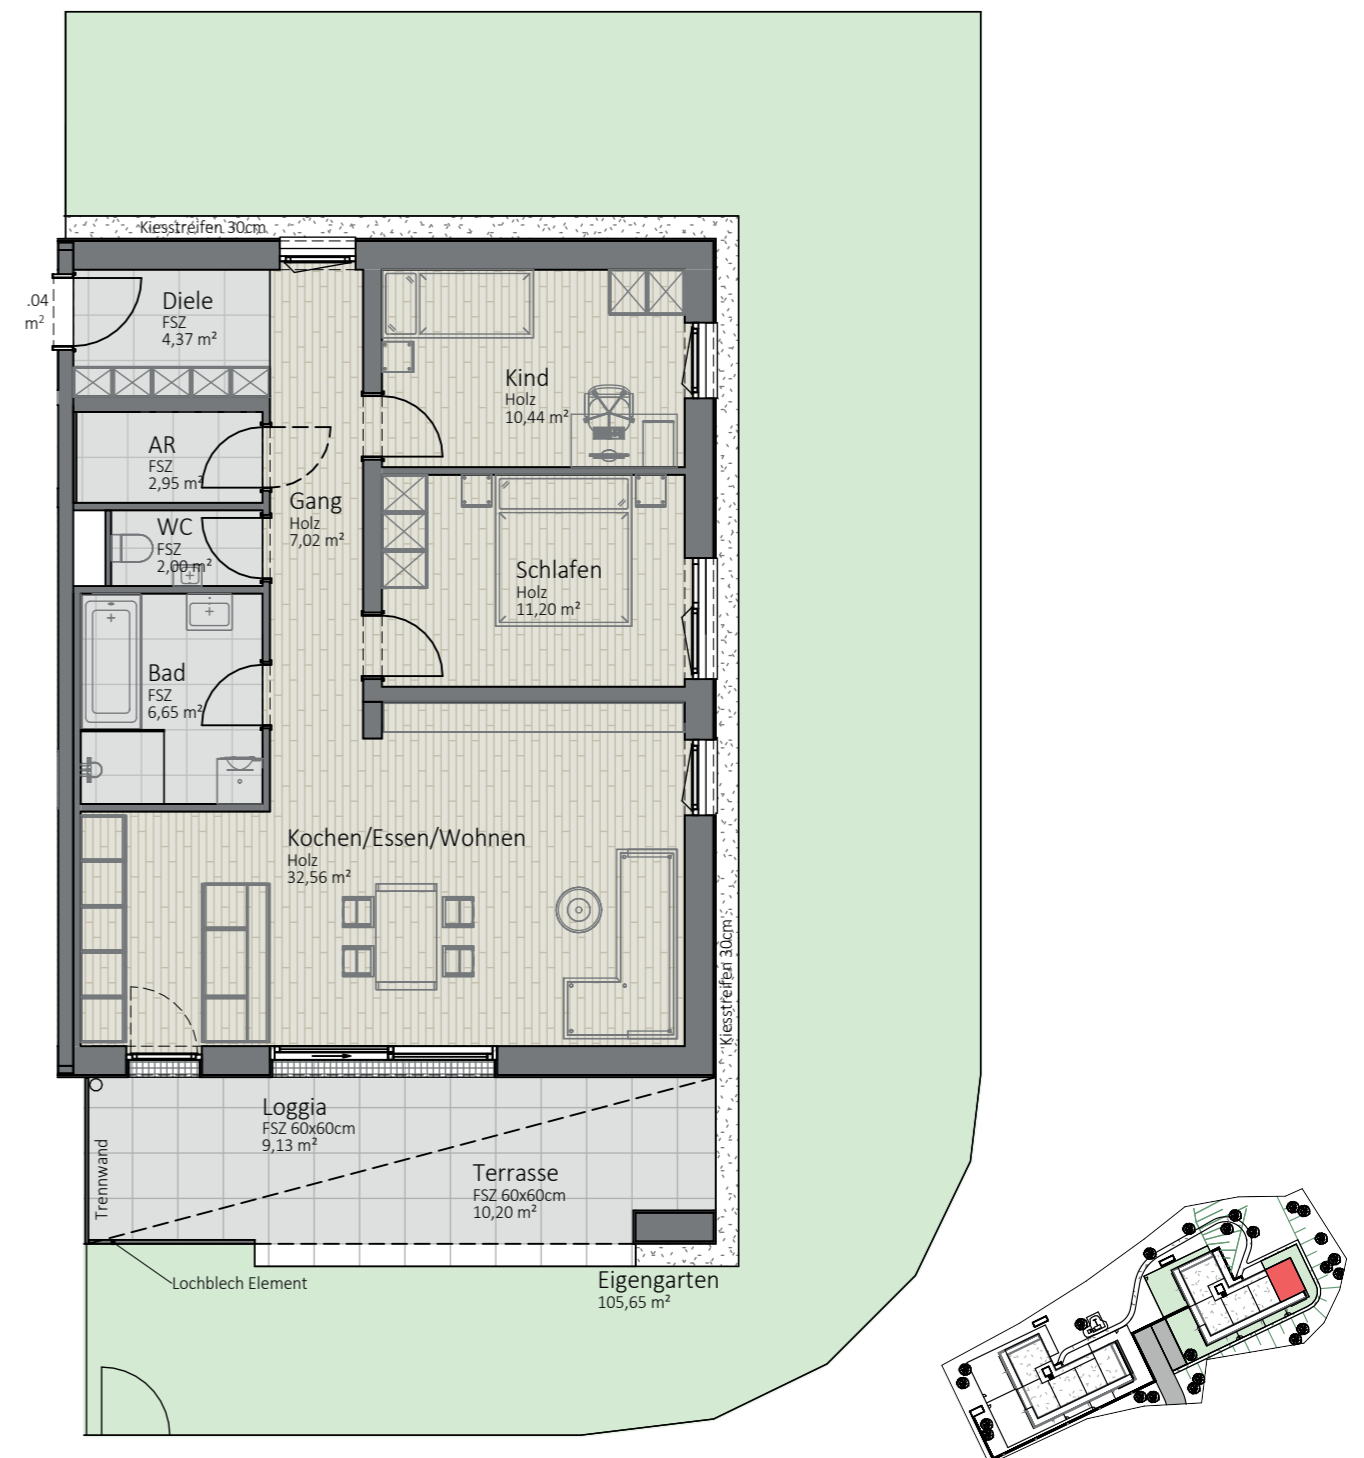 Kiesstreifen 30cm
.04
m²
Diele
FSZ
4,37 m²
Kind
Holz
10,44 m²
AR
FSZ
2,95 m²
Gang
Holz
7,02 m²
WC
FSZ
2,00 m²
Schlafen
Holz
11,20 m²
Bad
FSZ
6,65 m²
Kochen/Essen/Wohnen
Holz
32,56 m²
Kiesstreifen 30cm
Loggia
FSZ 60x60cm
9,13 m²
Trennwand
Terrasse
FSZ 60x60cm
10,20 m²
Lochblech Element
Eigengarten
105,65 m²